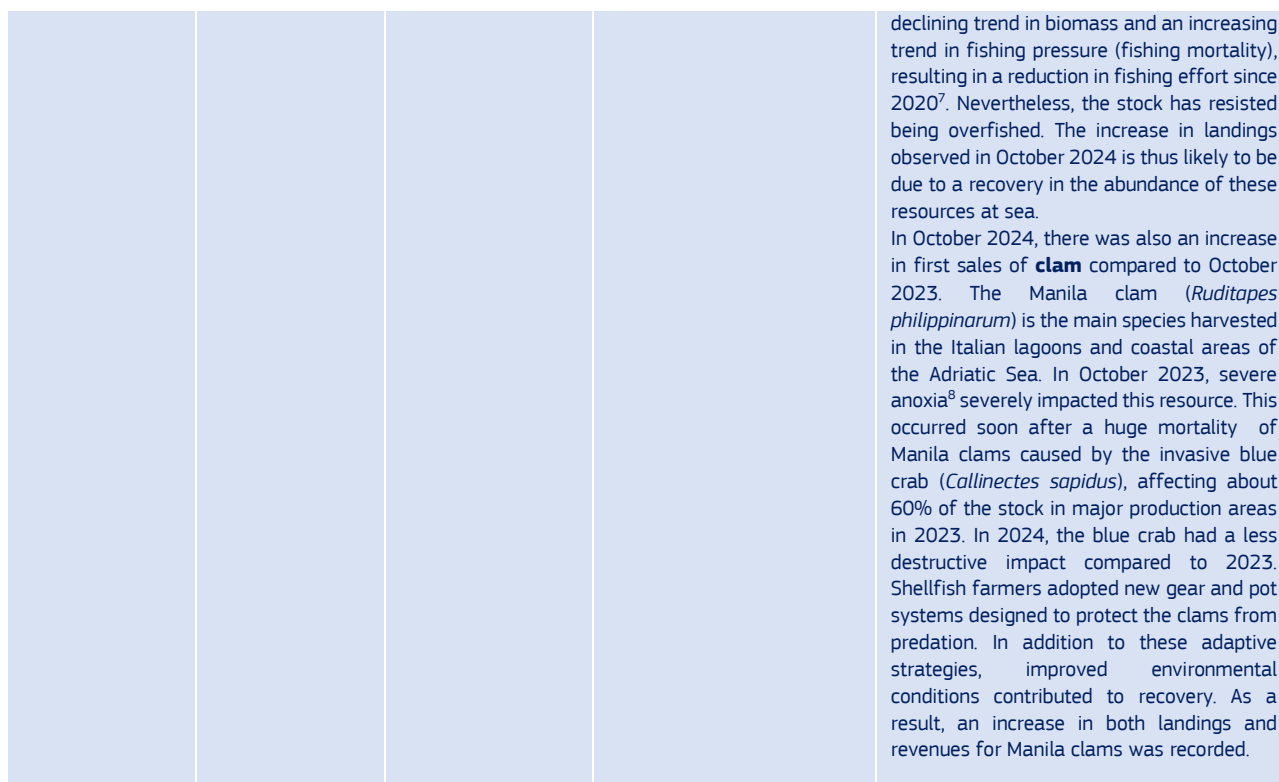 declining trend in biomass and an increasing
trend in fishing pressure (fishing mortality),
resulting in a reduction in fishing effort since
2020⁷. Nevertheless, the stock has resisted
being overfished. The increase in landings
observed in October 2024 is thus likely to be
due to a recovery in the abundance of these
resources at sea.
In October 2024, there was also an increase
in first sales of clam compared to October
2023. The Manila clam (Ruditapes
philippinarum) is the main species harvested
in the Italian lagoons and coastal areas of
the Adriatic Sea. In October 2023, severe
anoxia⁸ severely impacted this resource. This
occurred soon after a huge mortality of
Manila clams caused by the invasive blue
crab (Callinectes sapidus), affecting about
60% of the stock in major production areas
in 2023. In 2024, the blue crab had a less
destructive impact compared to 2023.
Shellfish farmers adopted new gear and pot
systems designed to protect the clams from
predation. In addition to these adaptive
strategies, improved environmental
conditions contributed to recovery. As a
result, an increase in both landings and
revenues for Manila clams was recorded.